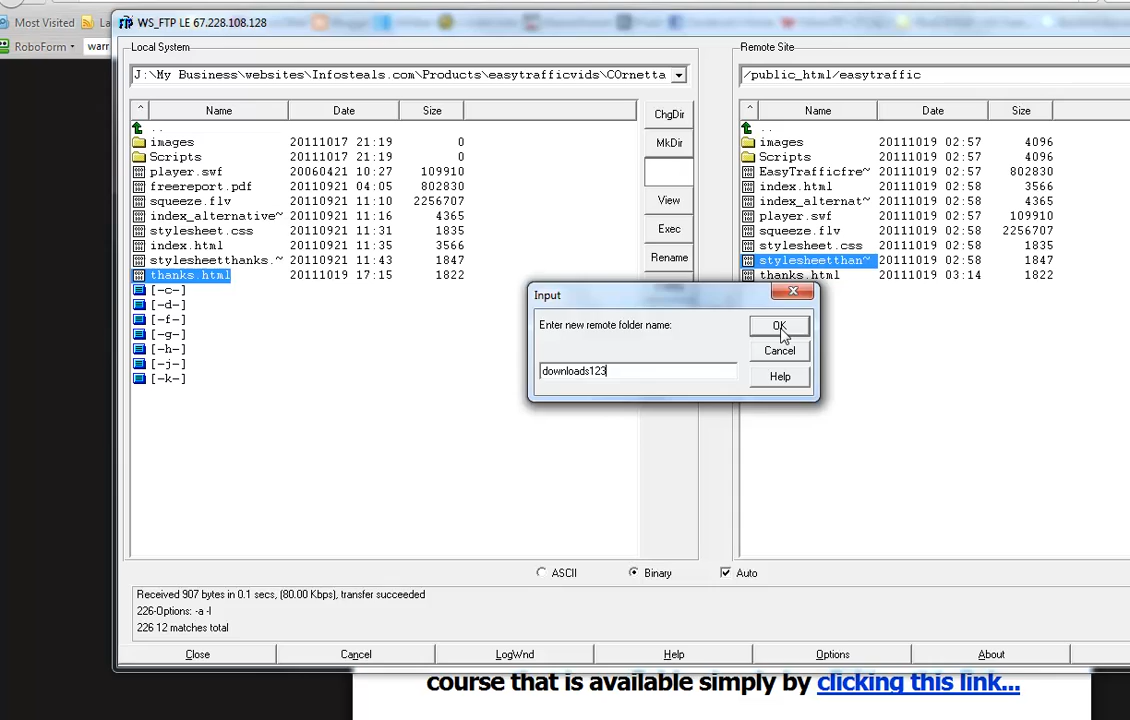 WS_FTP LE 67.228.108.128
Most Visited
RoboForm
warr
Local System
J:\My Business\websites\Infosteals.com\Products\easytrafficvids\COrnetta
^ Name Date Size
..
images 20111017 21:19 0
Scripts 20111017 21:19 0
player.swf 20060421 10:27 109910
freereport.pdf 20110921 04:05 802830
squeeze.flv 20110921 11:10 2256707
index_alternative~ 20110921 11:16 4365
stylesheet.css 20110921 11:31 1835
index.html 20110921 11:35 3566
stylesheetthanks.~ 20110921 11:43 1847
thanks.html 20111019 17:15 1822
[-c-]
[-d-]
[-f-]
[-g-]
[-h-]
[-j-]
[-k-]
ChgDir
MkDir
View
Exec
Rename
Remote Site
/public_html/easytraffic
^ Name Date Size
..
images 20111019 02:57 4096
Scripts 20111019 02:57 4096
EasyTrafficfre~ 20111019 02:57 802830
index.html 20111019 02:58 3566
index_alternat~ 20111019 02:58 4365
player.swf 20111019 02:57 109910
squeeze.flv 20111019 02:58 2256707
stylesheet.css 20111019 02:58 1835
stylesheetthan~ 20111019 02:58 1847
thanks.html 20111019 03:14 1822
Input
Enter new remote folder name:
downloads123
OK
Cancel
Help
ASCII
Binary
Auto
Received 907 bytes in 0.1 secs, (80.00 Kbps), transfer succeeded
226-Options: -a -l
226 12 matches total
Close
Cancel
LogWnd
Help
Options
About
course that is available simply by clicking this link...